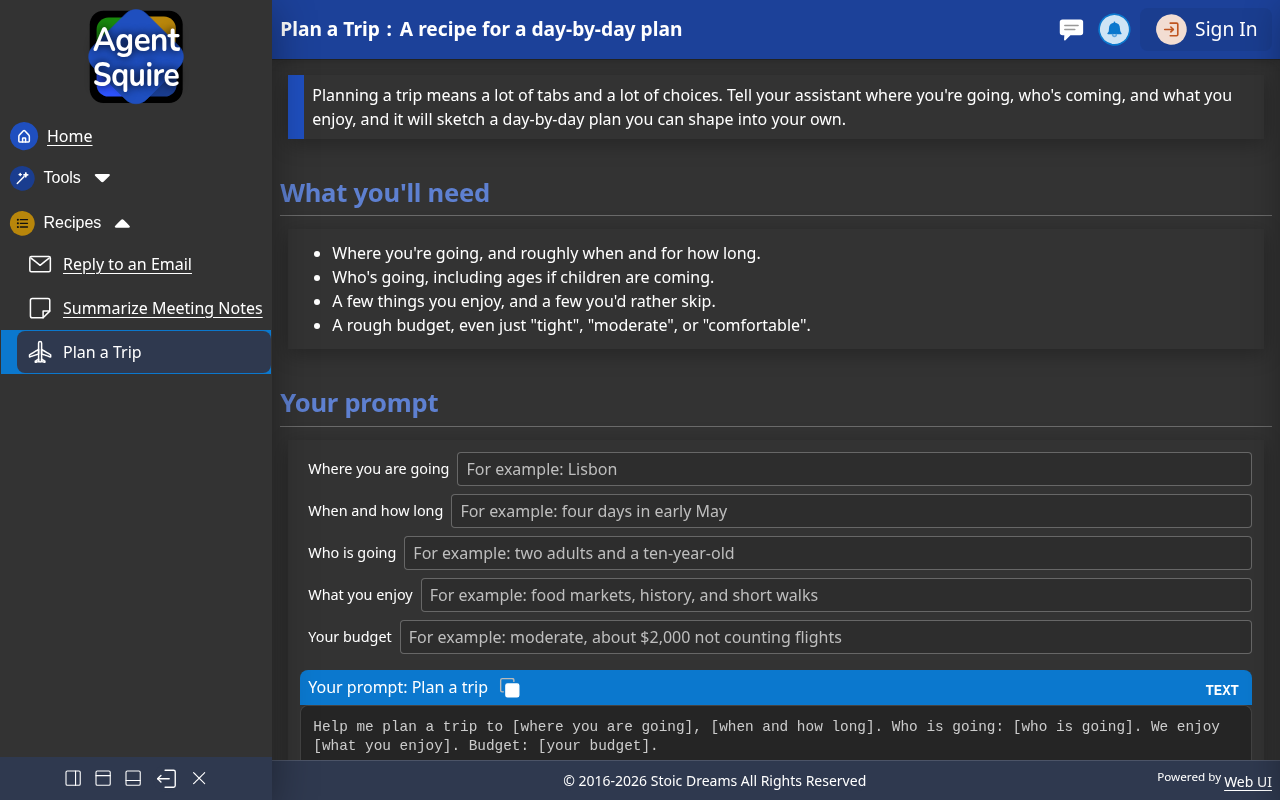 Agent
Squire
Home
Tools
Recipes
Reply to an Email
Summarize Meeting Notes
Plan a Trip
Plan a Trip : A recipe for a day-by-day plan
Sign In
Planning a trip means a lot of tabs and a lot of choices. Tell your assistant where you're going, who's coming, and what you
enjoy, and it will sketch a day-by-day plan you can shape into your own.
What you'll need
• Where you're going, and roughly when and for how long.
• Who's going, including ages if children are coming.
• A few things you enjoy, and a few you'd rather skip.
• A rough budget, even just "tight", "moderate", or "comfortable".
Your prompt
Where you are going For example: Lisbon
When and how long For example: four days in early May
Who is going For example: two adults and a ten-year-old
What you enjoy For example: food markets, history, and short walks
Your budget For example: moderate, about $2,000 not counting flights
Your prompt: Plan a trip TEXT
Help me plan a trip to [where you are going], [when and how long]. Who is going: [who is going]. We enjoy
[what you enjoy]. Budget: [your budget].
© 2016-2026 Stoic Dreams All Rights Reserved
Powered by Web UI